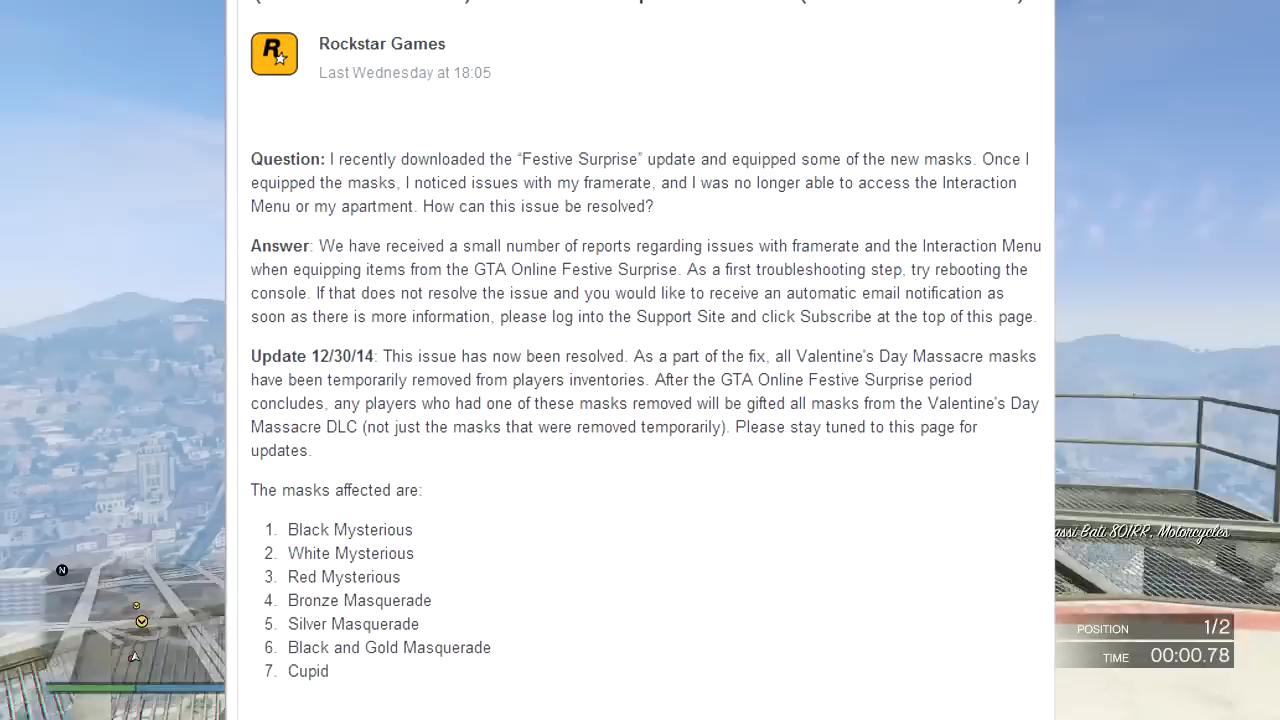 Rockstar Games
Last Wednesday at 18:05
Question: I recently downloaded the “Festive Surprise” update and equipped some of the new masks. Once I
equipped the masks, I noticed issues with my framerate, and I was no longer able to access the Interaction
Menu or my apartment. How can this issue be resolved?
Answer: We have received a small number of reports regarding issues with framerate and the Interaction Menu
when equipping items from the GTA Online Festive Surprise. As a first troubleshooting step, try rebooting the
console. If that does not resolve the issue and you would like to receive an automatic email notification as
soon as there is more information, please log into the Support Site and click Subscribe at the top of this page.
Update 12/30/14: This issue has now been resolved. As a part of the fix, all Valentine's Day Massacre masks
have been temporarily removed from players inventories. After the GTA Online Festive Surprise period
concludes, any players who had one of these masks removed will be gifted all masks from the Valentine's Day
Massacre DLC (not just the masks that were removed temporarily). Please stay tuned to this page for
updates.
The masks affected are:
1. Black Mysterious
2. White Mysterious
3. Red Mysterious
4. Bronze Masquerade
5. Silver Masquerade
6. Black and Gold Masquerade
7. Cupid
R
N
assi Bati 801RR, Motorcycles
POSITION 1/2
TIME 00:00.78